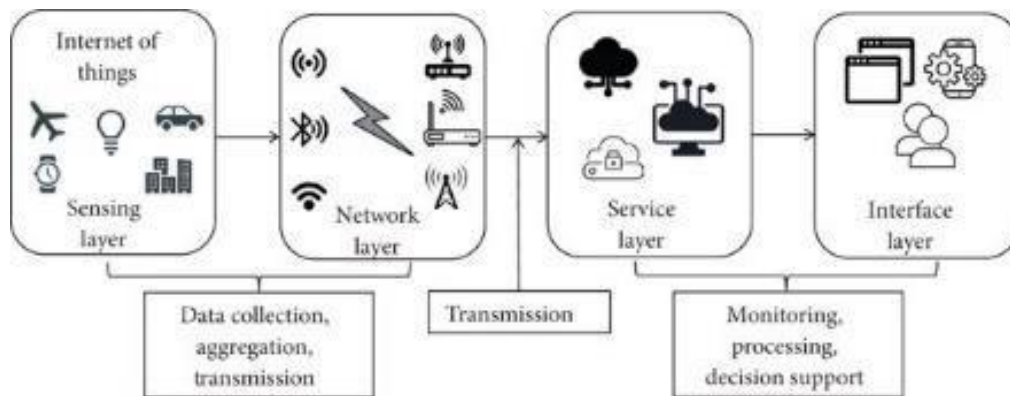 Internet of
things
Sensing
layer
Network
layer
Service
layer
Interface
layer
Data collection,
aggregation,
transmission
Transmission
Monitoring,
processing,
decision support